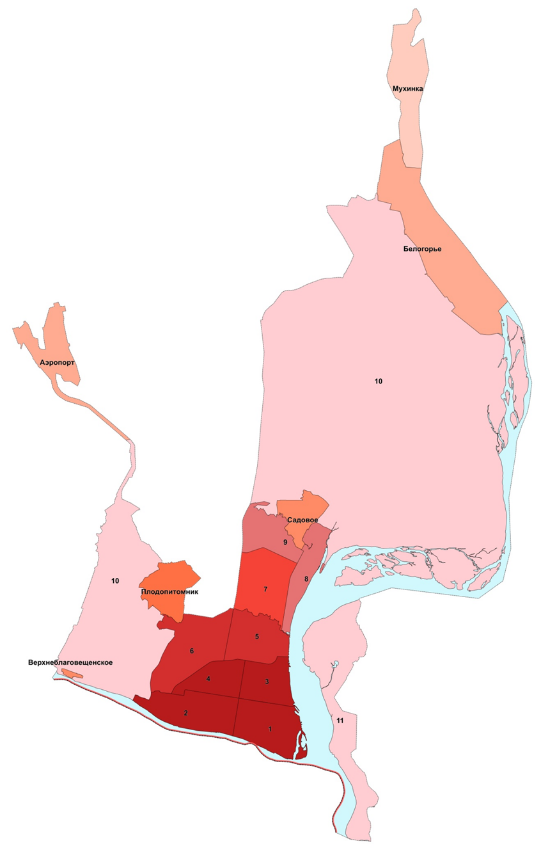 Мухинка
Белогорье
Аэропорт
10
Садовое
9
10
8
Плодопитомник
7
5
6
Верхнеблаговещенское
4
3
2
11
1